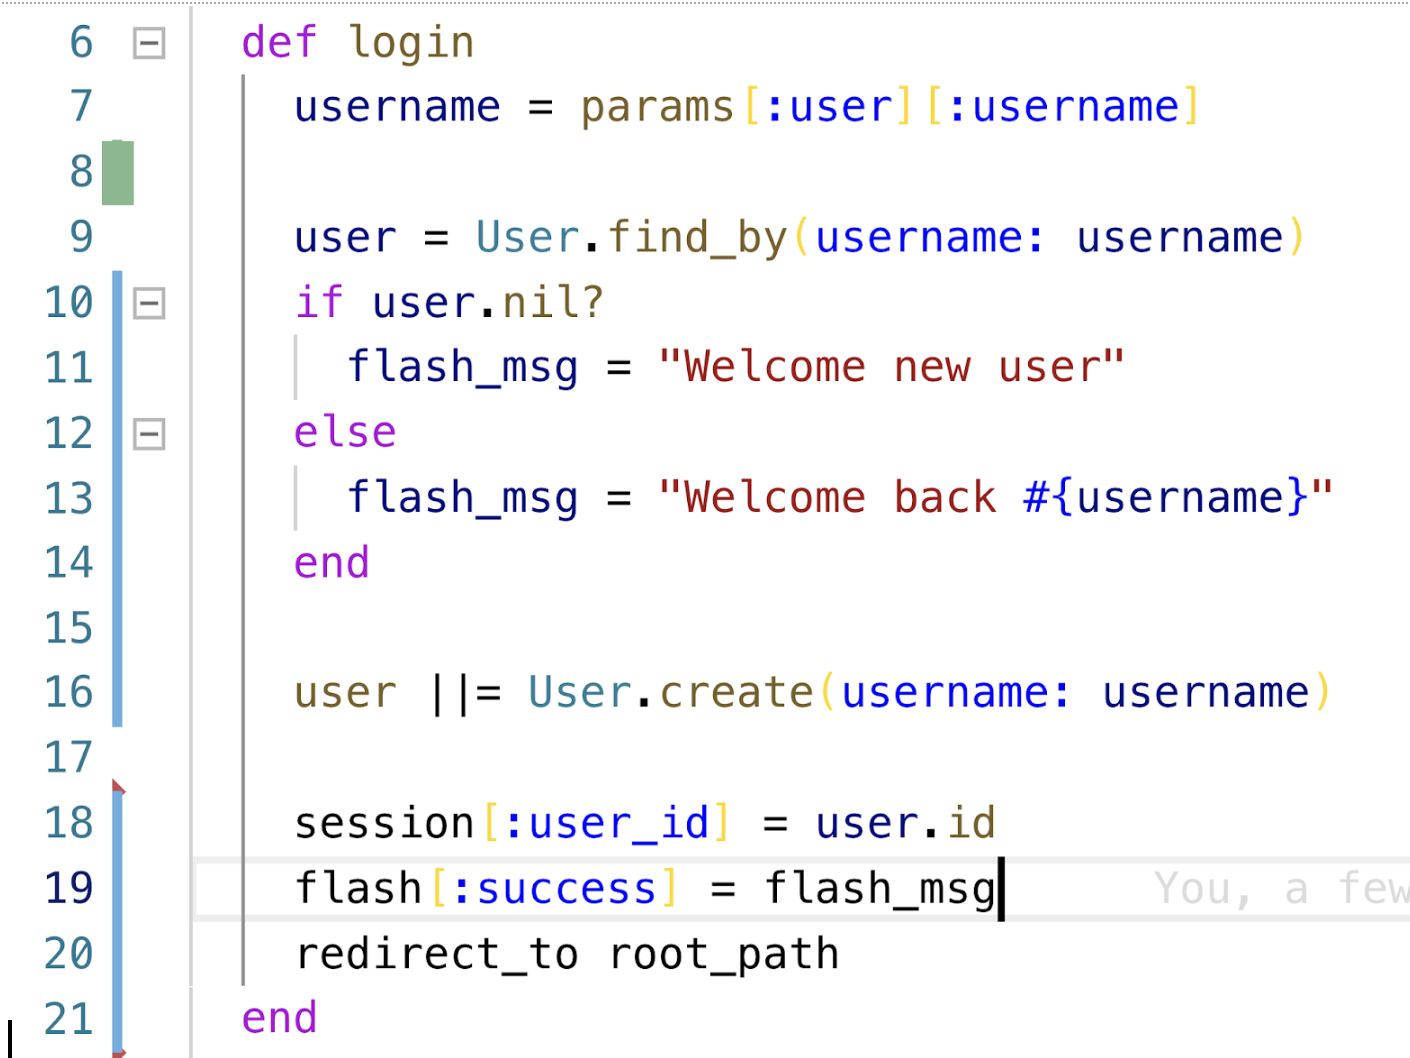 6 def login
7 username = params[:user][:username]
8
9 user = User.find_by(username: username)
10 if user.nil?
11 flash_msg = "Welcome new user"
12 else
13 flash_msg = "Welcome back #{username}"
14 end
15
16 user ||= User.create(username: username)
17
18 session[:user_id] = user.id
19 flash[:success] = flash_msg You, a few
20 redirect_to root_path
21 end